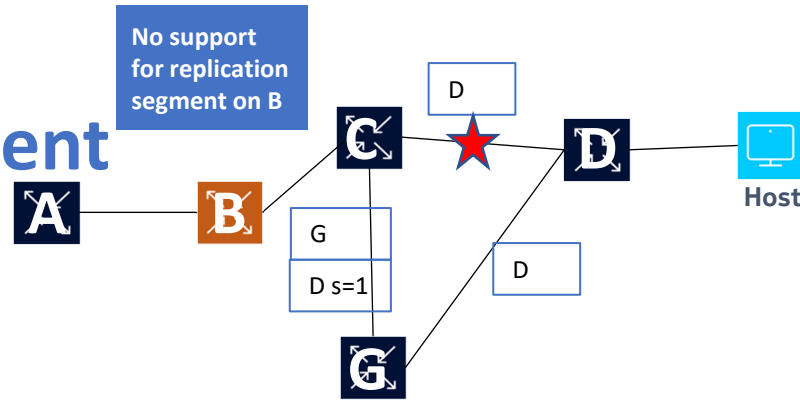 No support
for replication
segment on B
ent
D
C
D
A
B
Host
G
D s=1
D
G